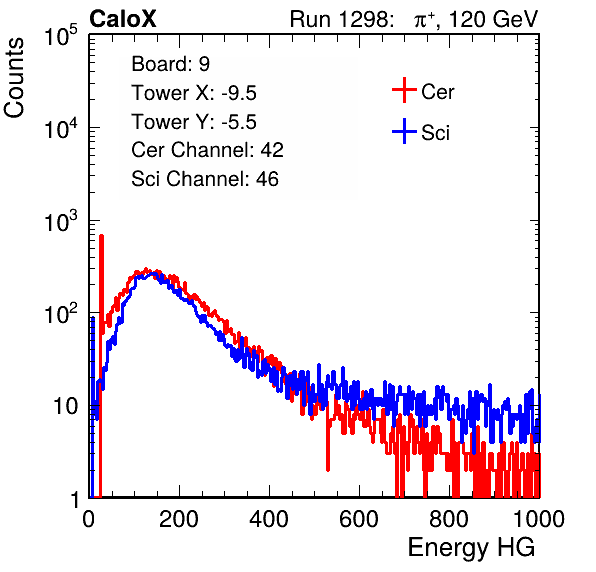 CaloX Run 1298: π⁺, 120 GeV
Counts
10⁵
10⁴
10³
10²
10
1
Board: 9
Tower X: -9.5
Tower Y: -5.5
Cer Channel: 42
Sci Channel: 46
Cer
Sci
0 200 400 600 800 1000
Energy HG